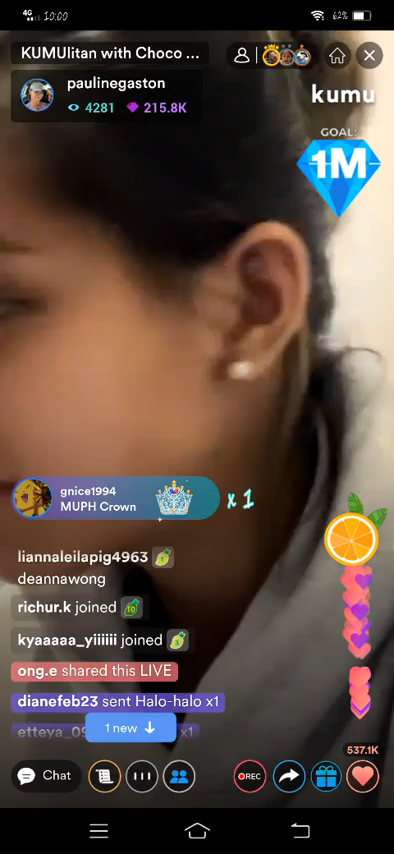 4G
10:00
62%
KUMUlitan with Choco ...
paulinegaston
4281 215.8K
kumu
GOAL:
1M
gnice1994
MUPH Crown
x 1
liannaleilapig4963
deannawong
richur.k joined 10
kyaaaaa_yiiiiii joined
ong.e shared this LIVE
dianefeb23 sent Halo-halo x1
etteya_09
x1
1 new
537.1K
Chat
REC